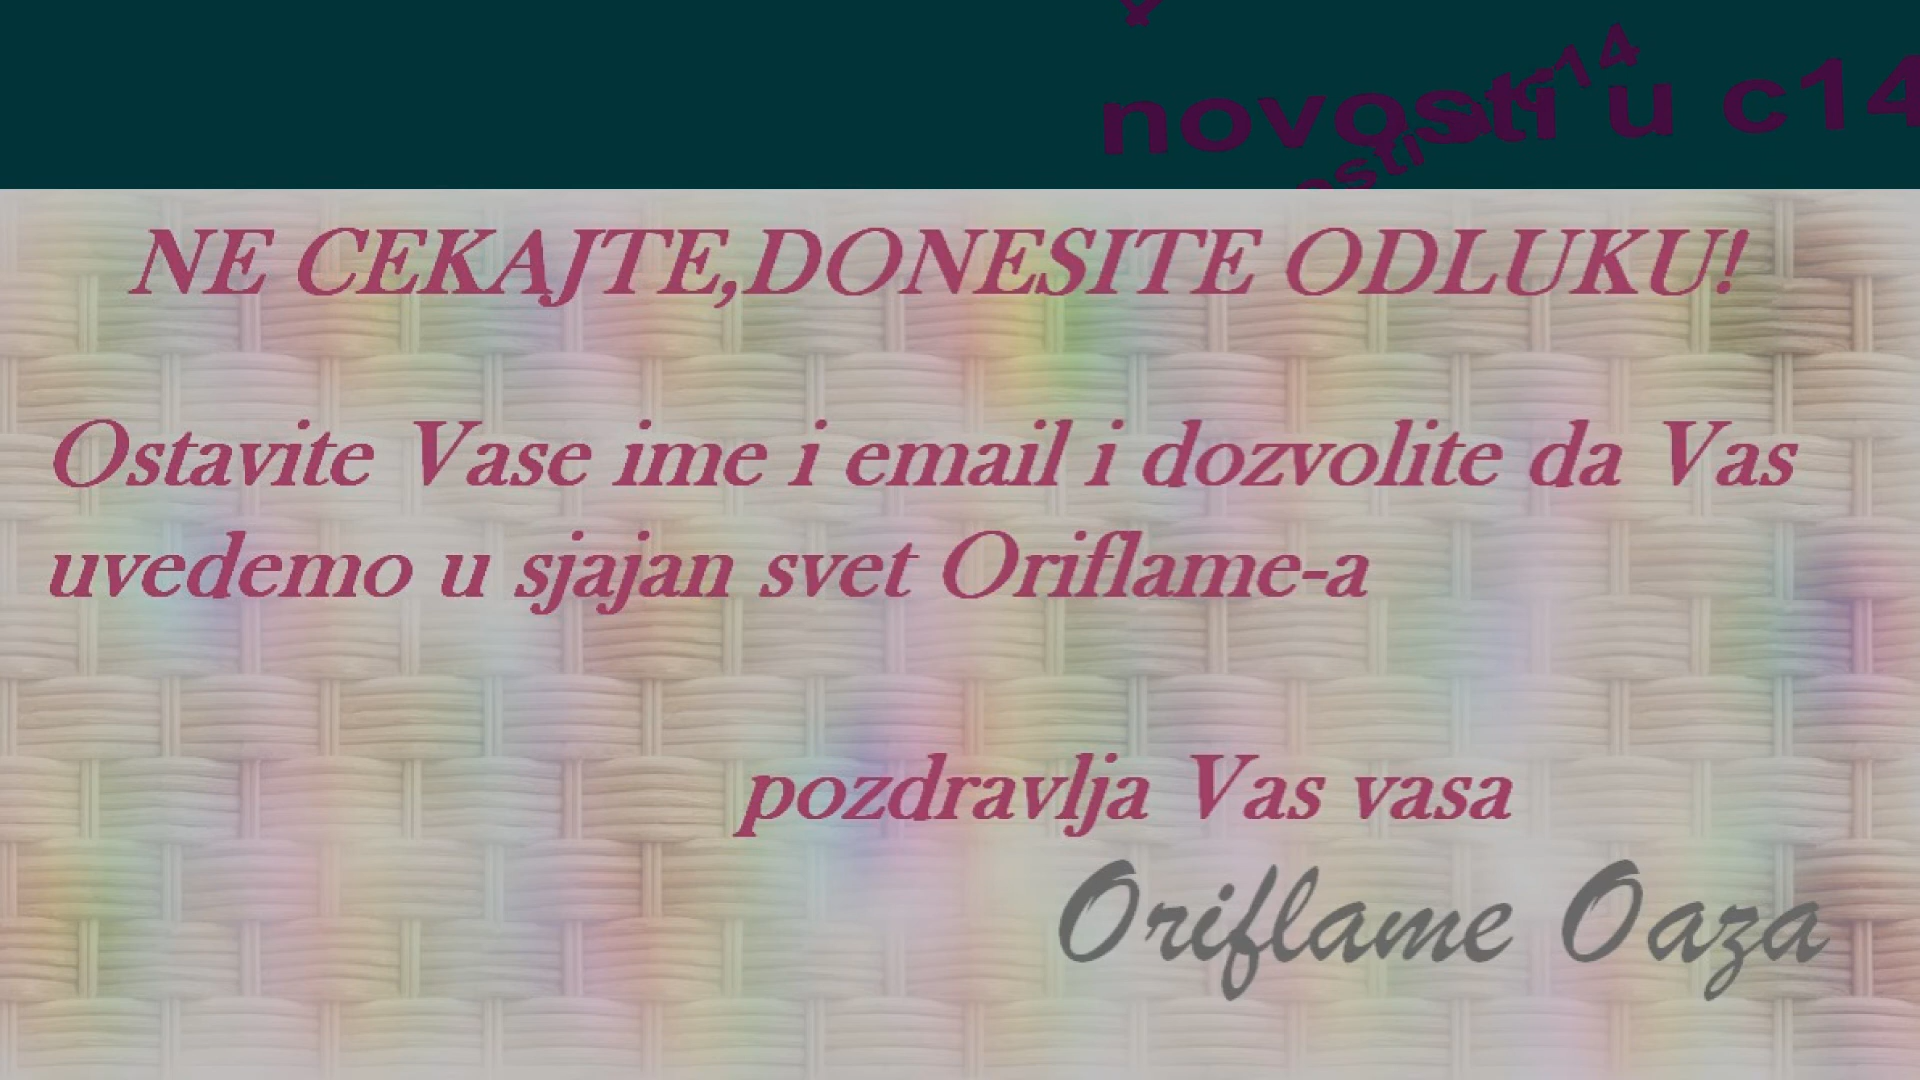 novosti u c14
NE CEKAJTE,DONESITE ODLUKU!
Ostavite Vase ime i email i dozvolite da Vas
uvedemo u sjajan svet Oriflame-a
pozdravlja Vas vasa
Oriflame Oaza